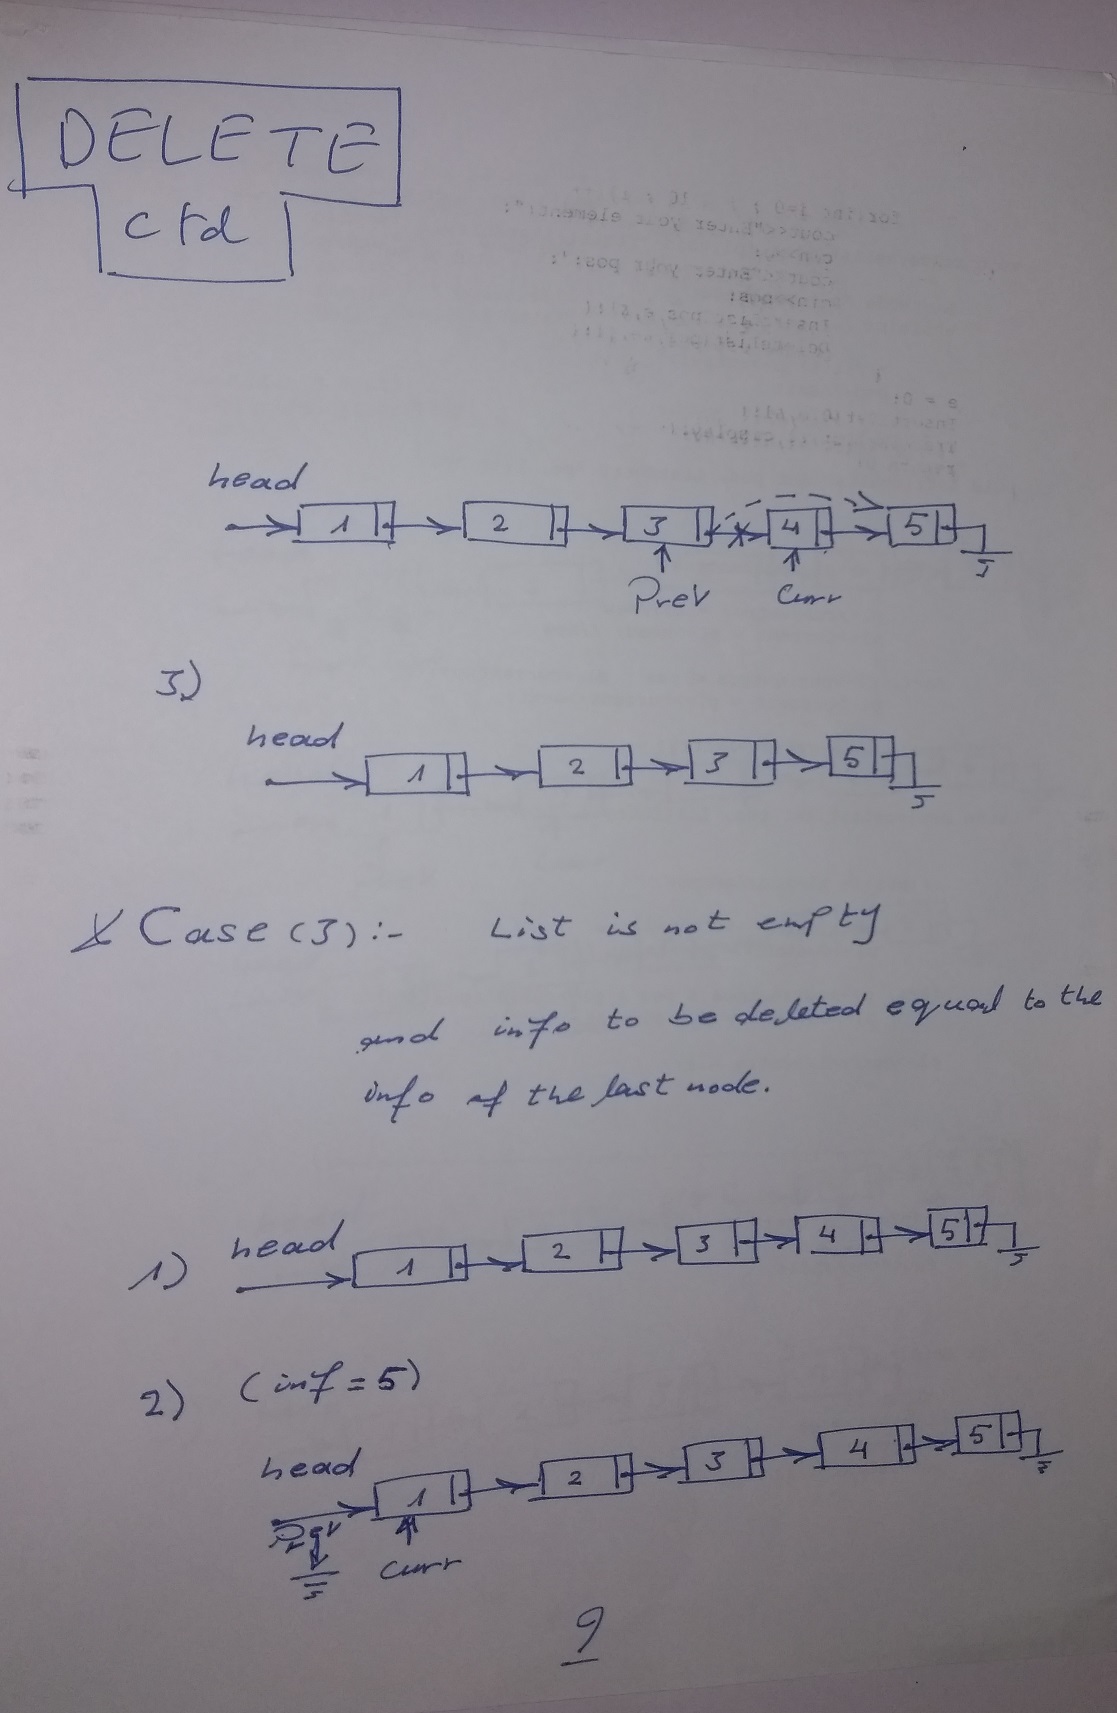 DELETE
ctd
head
1 2 3 4 5
Prev Curr
3)
head
1 2 3 5
Case (3) :- List is not empty
and info to be deleted equal to the
info of the last node.
head
1) 1 2 3 4 5
2) (inf = 5)
head
1 2 3 4 5
Prev
Curr
9